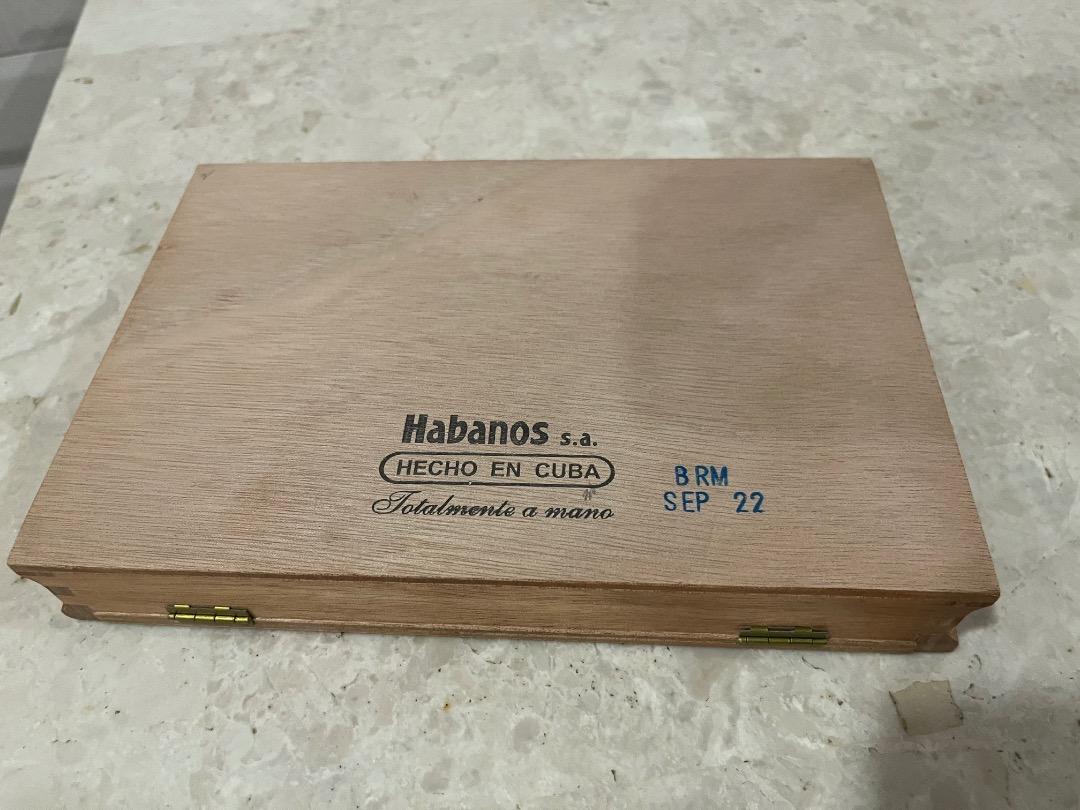 Habanos s.a.
HECHO EN CUBA
Totalmente a mano
BRM
SEP 22